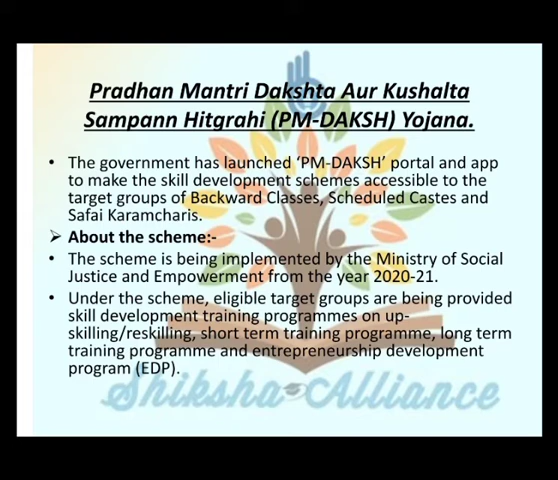 Pradhan Mantri Dakshta Aur Kushalta
Sampann Hitgrahi (PM-DAKSH) Yojana.
• The government has launched ‘PM-DAKSH’ portal and app
to make the skill development schemes accessible to the
target groups of Backward Classes, Scheduled Castes and
Safai Karamcharis.
➢ About the scheme:-
• The scheme is being implemented by the Ministry of Social
Justice and Empowerment from the year 2020-21.
• Under the scheme, eligible target groups are being provided
skill development training programmes on up-
skilling/reskilling, short term training programme, long term
training programme and entrepreneurship development
program (EDP).
Shiksha Alliance